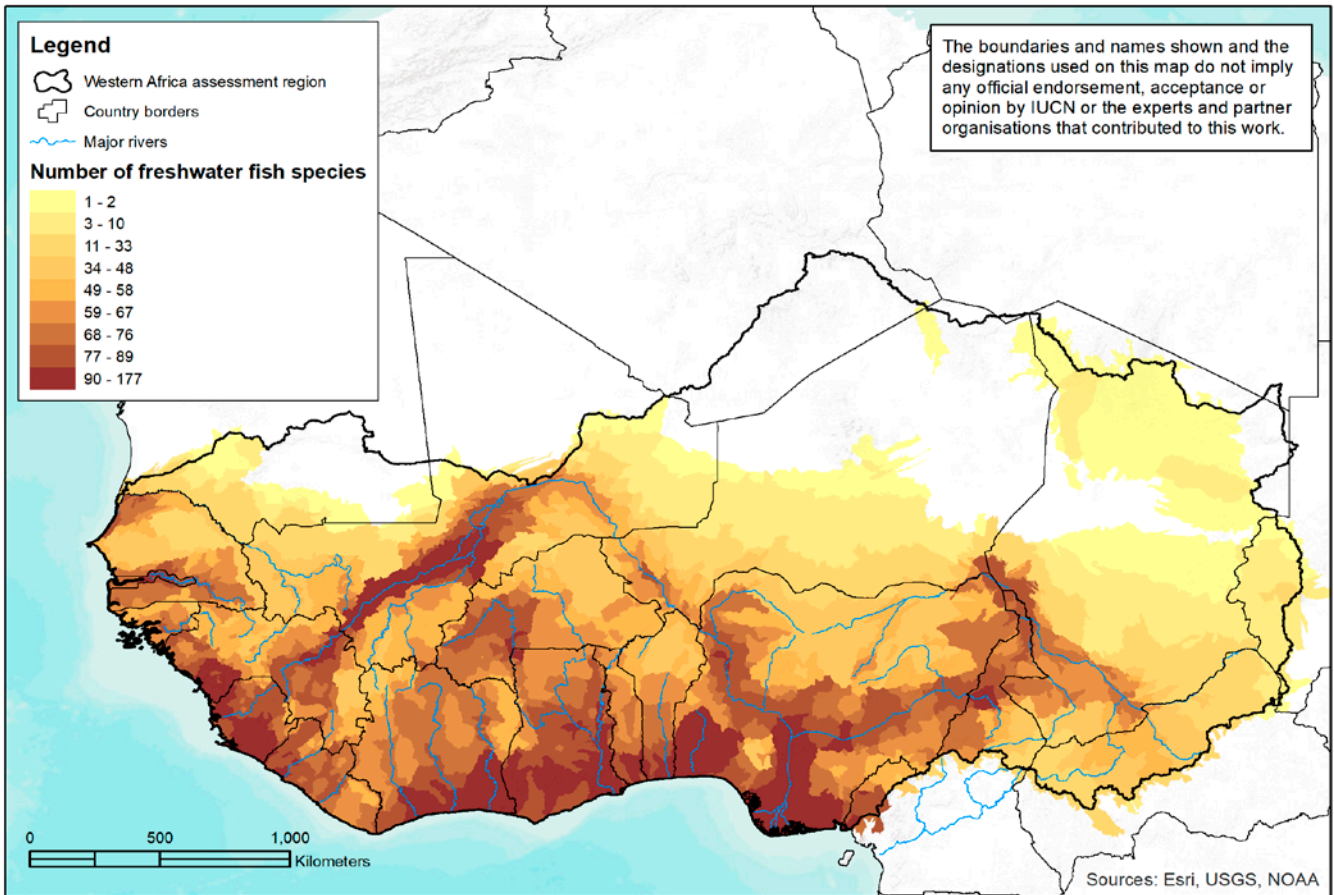 Legend
Western Africa assessment region
Country borders
Major rivers
Number of freshwater fish species
1 - 2
3 - 10
11 - 33
34 - 48
49 - 58
59 - 67
68 - 76
77 - 89
90 - 177
The boundaries and names shown and the
designations used on this map do not imply
any official endorsement, acceptance or
opinion by IUCN or the experts and partner
organisations that contributed to this work.
0 500 1,000
Kilometers
Sources: Esri, USGS, NOAA